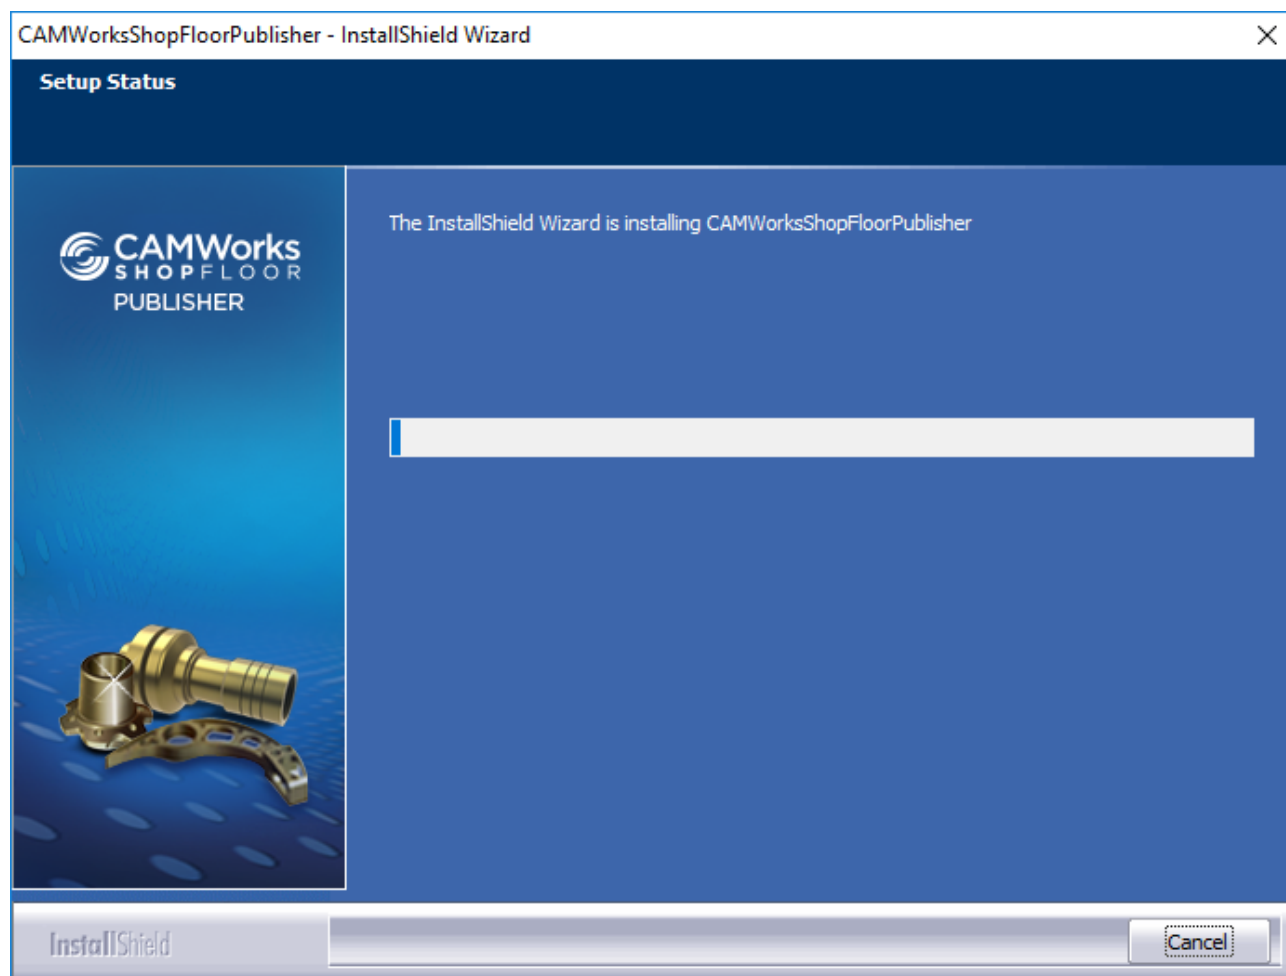 CAMWorksShopFloorPublisher - InstallShield Wizard
Setup Status
CAMWorks
SHOPFLOOR
PUBLISHER
The InstallShield Wizard is installing CAMWorksShopFloorPublisher
InstallShield
Cancel